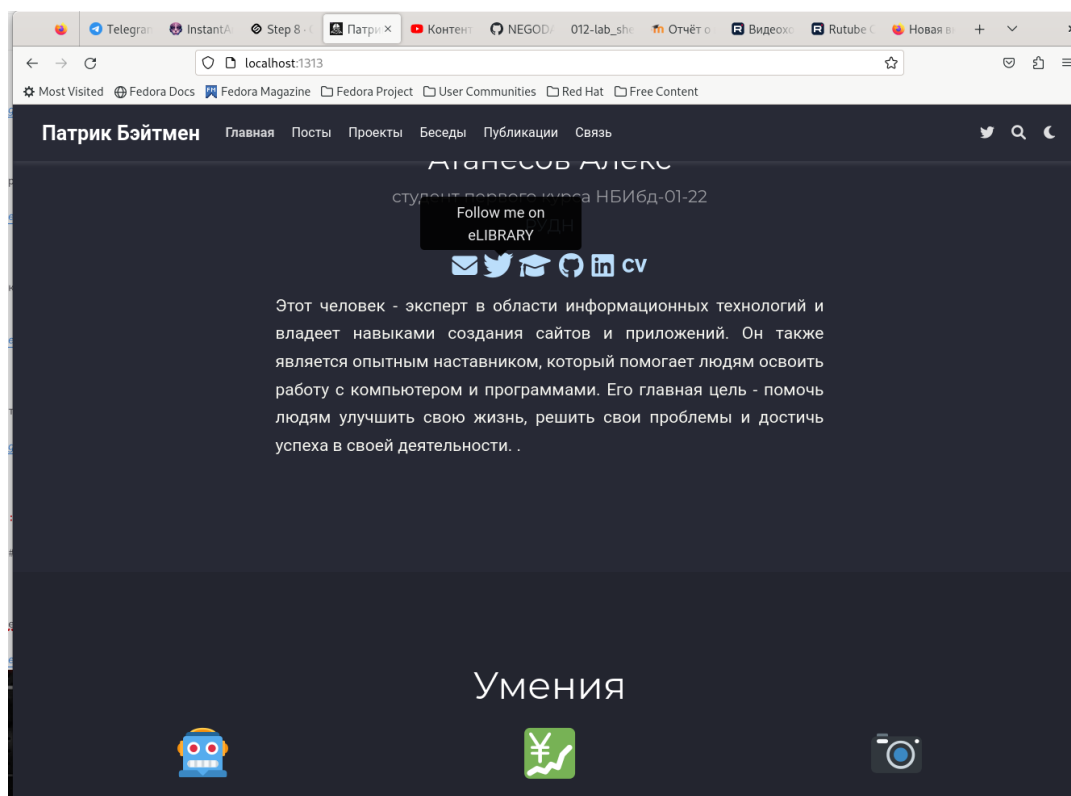 Telegran InstantA Step 8 · ( Патри × Контент NEGOD 012-lab_she Отчёт о Видеохо Rutube ( Новая в
localhost:1313
Most Visited Fedora Docs Fedora Magazine Fedora Project User Communities Red Hat Free Content
Патрик Бэйтмен Главная Посты Проекты Беседы Публикации Связь
Атанесов Алекс
студент первого курса НБИбд-01-22
Follow me on
eLIBRARY
CV
Этот человек - эксперт в области информационных технологий и
владеет навыками создания сайтов и приложений. Он также
является опытным наставником, который помогает людям освоить
работу с компьютером и программами. Его главная цель - помочь
людям улучшить свою жизнь, решить свои проблемы и достичь
успеха в своей деятельности. .
Умения